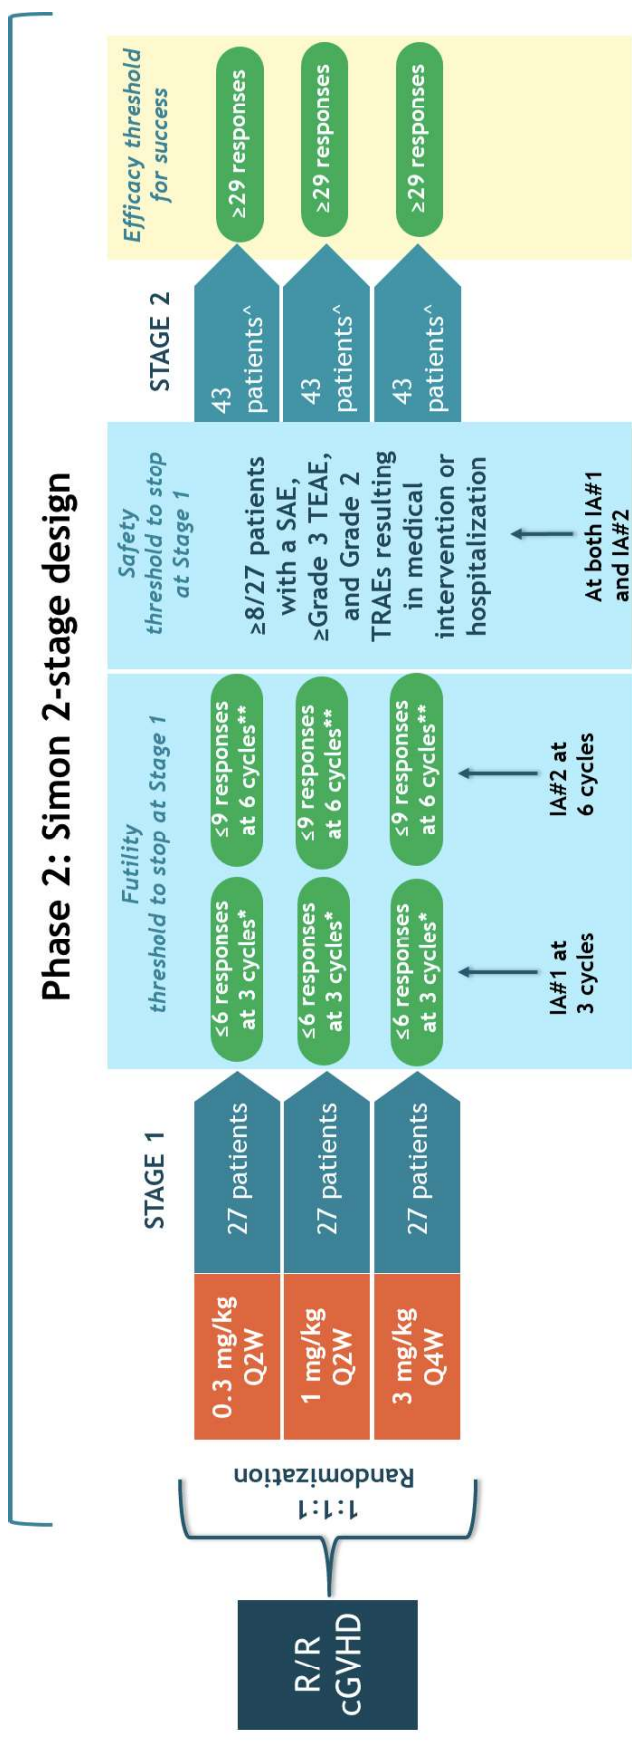 Phase 2: Simon 2-stage design
R/R
cGVHD
1:1:1
Randomization
0.3 mg/kg
Q2W
1 mg/kg
Q2W
3 mg/kg
Q4W
STAGE 1
27 patients
27 patients
27 patients
Futility
threshold to stop at Stage 1
≤6 responses
at 3 cycles*
≤9 responses
at 6 cycles**
≤6 responses
at 3 cycles*
≤9 responses
at 6 cycles**
≤6 responses
at 3 cycles*
≤9 responses
at 6 cycles**
IA#1 at
3 cycles
IA#2 at
6 cycles
Safety
threshold to stop
at Stage 1
≥8/27 patients
with a SAE,
≥Grade 3 TEAE,
and Grade 2
TRAEs resulting
in medical
intervention or
hospitalization
At both IA#1
and IA#2
STAGE 2
43
patients^
43
patients^
43
patients^
Efficacy threshold
for success
≥29 responses
≥29 responses
≥29 responses